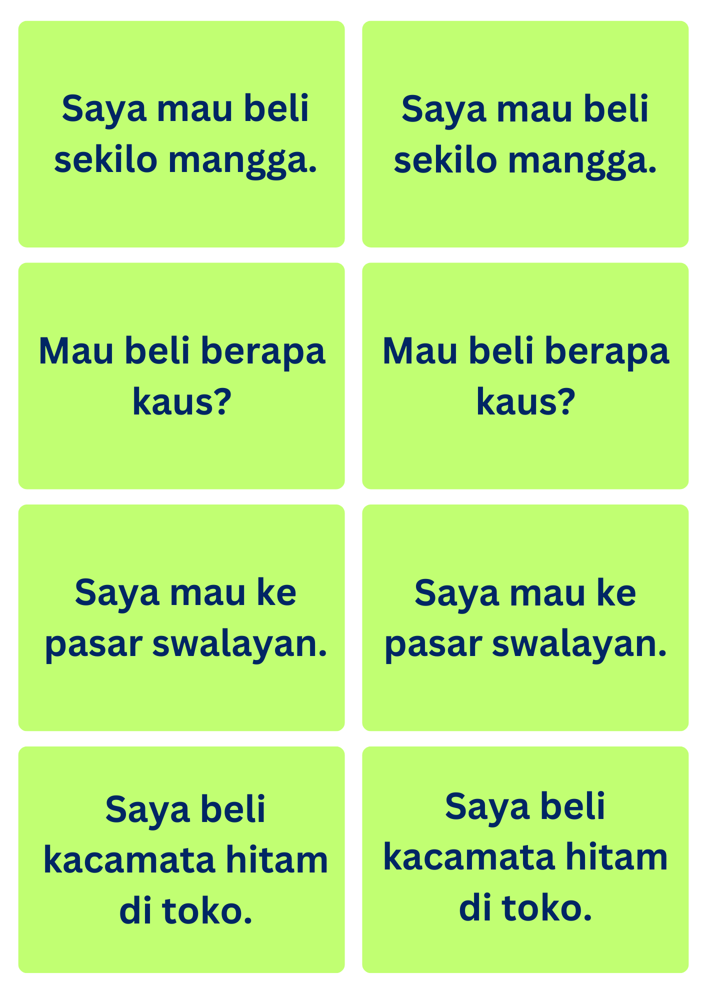 Saya mau beli
sekilo mangga.
Saya mau beli
sekilo mangga.
Mau beli berapa
kaus?
Mau beli berapa
kaus?
Saya mau ke
pasar swalayan.
Saya mau ke
pasar swalayan.
Saya beli
kacamata hitam
di toko.
Saya beli
kacamata hitam
di toko.